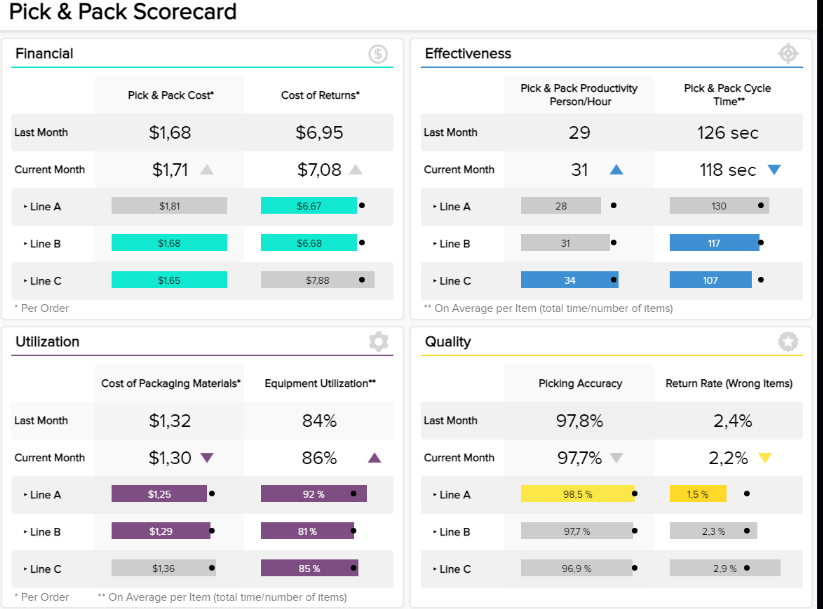 Pick & Pack Scorecard
Financial
Pick & Pack Cost* Cost of Returns*
Last Month $1,68 $6,95
Current Month $1,71 $7,08
Line A $1,81 $6,67
Line B $1,68 $6,68
Line C $1,65 $7,88
* Per Order
Effectiveness
Pick & Pack Productivity Pick & Pack Cycle
Person/Hour Time**
Last Month 29 126 sec
Current Month 31 118 sec
Line A 28 130
Line B 31 117
Line C 34 107
** On Average per Item (total time/number of items)
Utilization
Cost of Packaging Materials* Equipment Utilization**
Last Month $1,32 84%
Current Month $1,30 86%
Line A $1,25 92 %
Line B $1,29 81 %
Line C $1,36 85 %
* Per Order ** On Average per Item (total time/number of items)
Quality
Picking Accuracy Return Rate (Wrong Items)
Last Month 97,8% 2,4%
Current Month 97,7% 2,2%
Line A 98,5 % 1,5 %
Line B 97,7 % 2,3 %
Line C 96,9 % 2,9 %